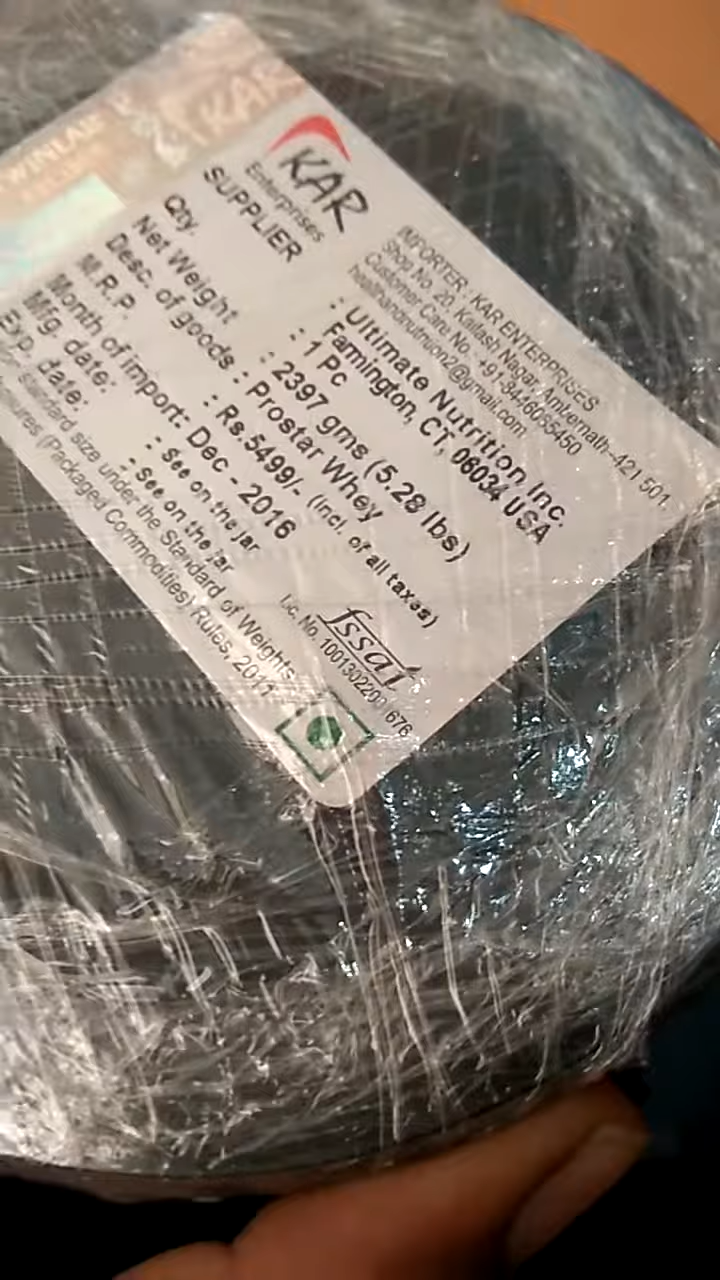 KAR
KAR
Enterprises
IMPORTER : KAR ENTERPRISES
Shop No. 20, Kailash Nagar, Ambernath-421 501.
Customer Care No. +91-8446035450
healthandnutrition2@gmail.com
SUPPLIER : Ultimate Nutrition Inc.
Farmington, CT, 06034 USA
Qty. : 1 Pc
Net Weight : 2397 gms (5.28 lbs)
Desc. of goods : Prostar Whey
M.R.P. : Rs.5499/- (Incl. of all taxes)
Month of import: Dec - 2016
Mfg. date: : See on the jar
Exp. date: : See on the jar
standard size under the Standard of Weights
(Packaged Commodities) Rules, 2011
fssai
Lic. No.